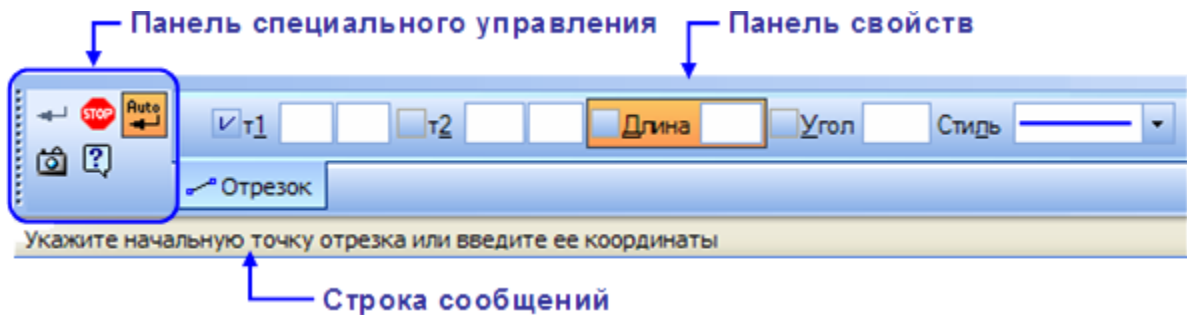 Панель специального управления Панель свойств
STOP Auto т1 т2 Длина Угол Стиль
Отрезок
Укажите начальную точку отрезка или введите ее координаты
Строка сообщений